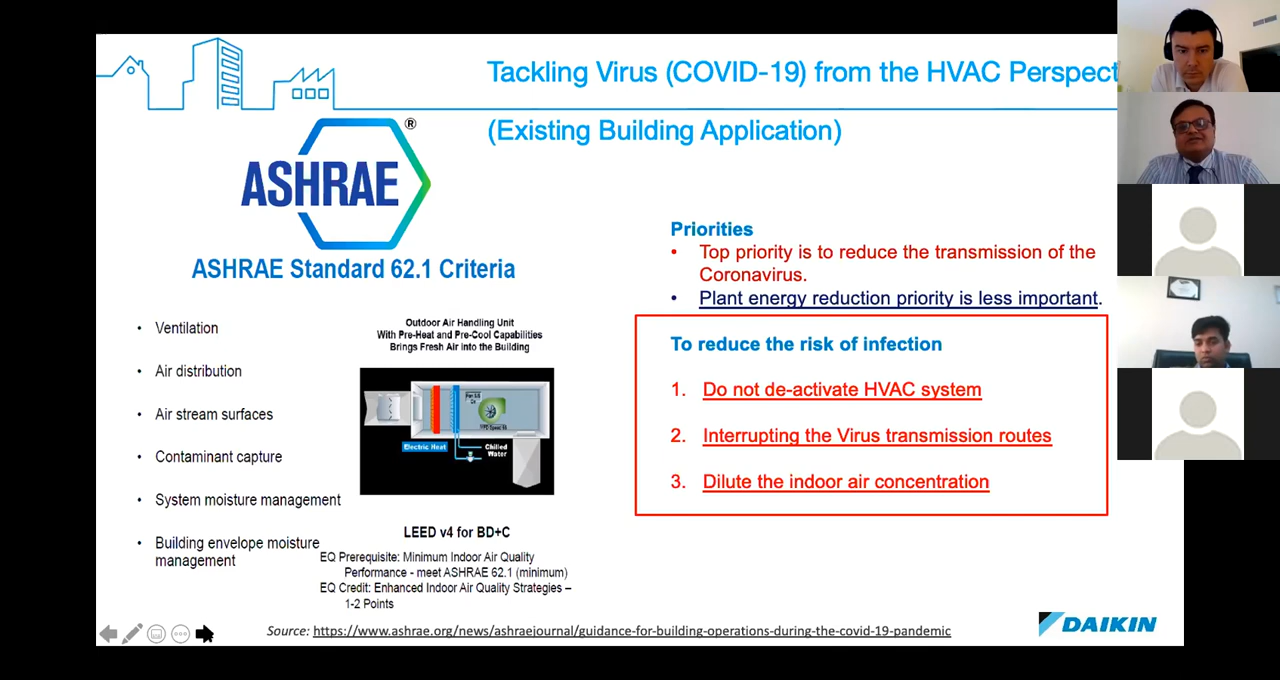 Tackling Virus (COVID-19) from the HVAC Perspect
(Existing Building Application)
®
ASHRAE
ASHRAE Standard 62.1 Criteria
• Ventilation
• Air distribution
• Air stream surfaces
• Contaminant capture
• System moisture management
• Building envelope moisture
management
Outdoor Air Handling Unit
With Pre-Heat and Pre-Cool Capabilities
Brings Fresh Air into the Building
Electric Heat
Chilled
Water
LEED v4 for BD+C
EQ Prerequisite: Minimum Indoor Air Quality
Performance - meet ASHRAE 62.1 (minimum)
EQ Credit: Enhanced Indoor Air Quality Strategies –
1-2 Points
Priorities
• Top priority is to reduce the transmission of the
Coronavirus.
• Plant energy reduction priority is less important.
To reduce the risk of infection
1. Do not de-activate HVAC system
2. Interrupting the Virus transmission routes
3. Dilute the indoor air concentration
Source: https://www.ashrae.org/news/ashraejournal/guidance-for-building-operations-during-the-covid-19-pandemic
DAIKIN